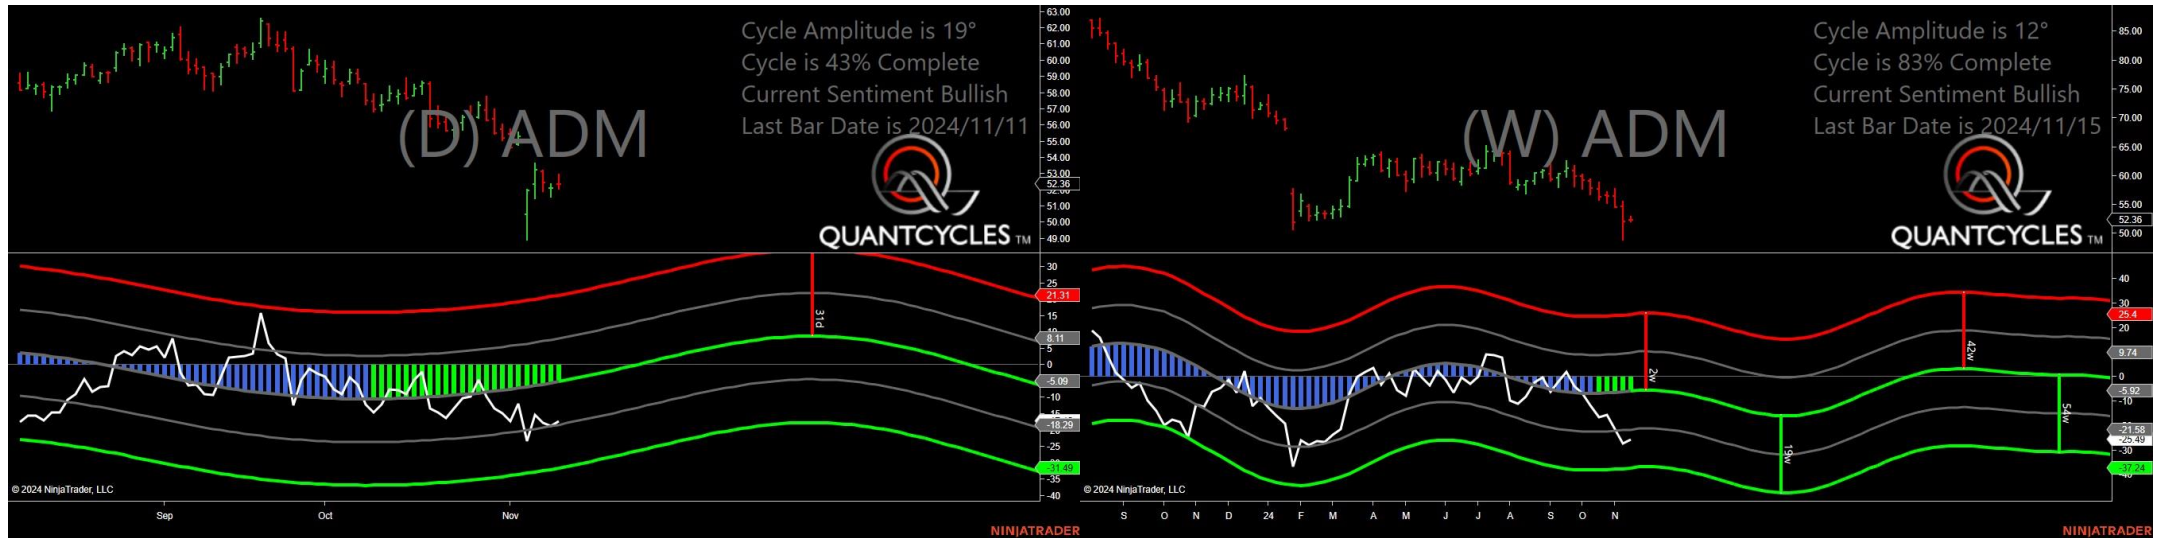 Cycle Amplitude is 19°
Cycle is 43% Complete
Current Sentiment Bullish
Last Bar Date is 2024/11/11
(D) ADM
QUANTCYCLES TM
63.00
62.00
61.00
60.00
59.00
58.00
57.00
56.00
55.00
54.00
53.00
52.36
51.00
50.00
49.00
31d
30
25
21.31
15
8.11
5
0
-5.09
-10
-18.29
-25
-31.49
-35
-40
© 2024 NinjaTrader, LLC
Sep Oct Nov
NINJATRADER
Cycle Amplitude is 12°
Cycle is 83% Complete
Current Sentiment Bullish
Last Bar Date is 2024/11/15
(W) ADM
QUANTCYCLES TM
85.00
80.00
75.00
70.00
65.00
60.00
55.00
52.36
50.00
2w
19w
42w
54w
40
30
25.4
20
9.74
0
-5.92
-10
-21.58
-25.49
-30
-37.24
© 2024 NinjaTrader, LLC
S O N D 24 F M A M J J A S O N
NINJATRADER